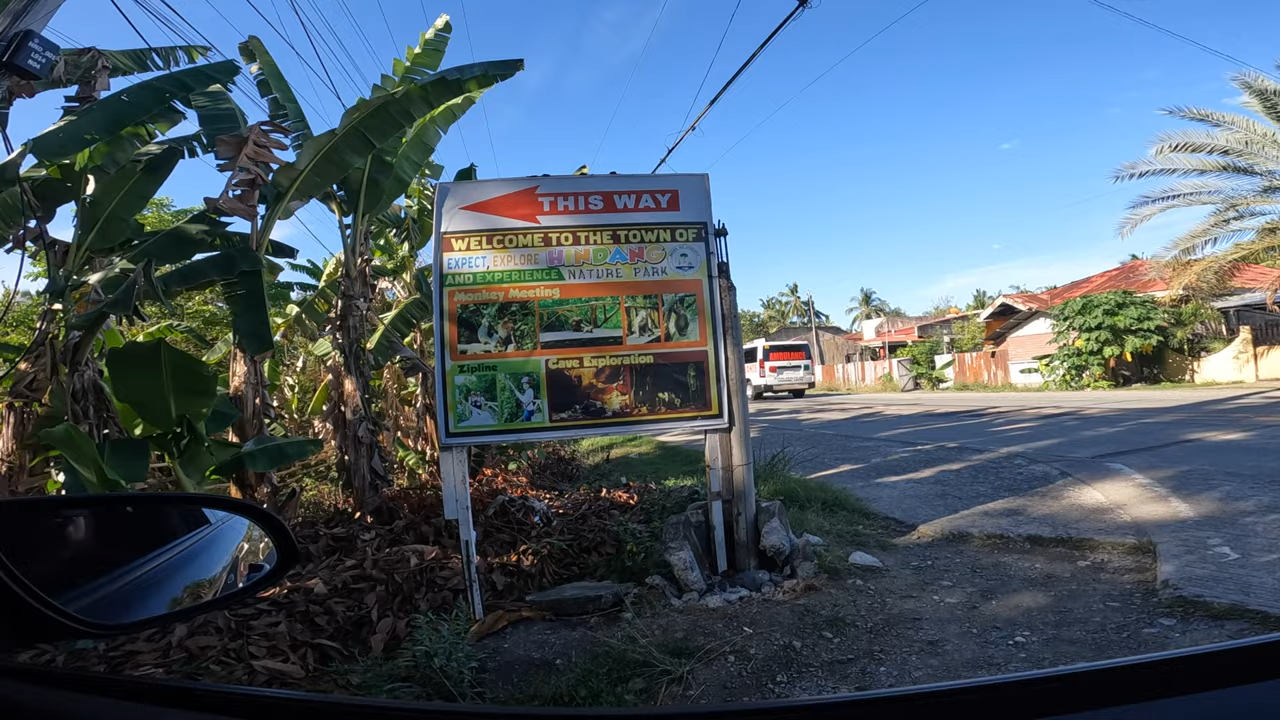 THIS WAY
WELCOME TO THE TOWN OF
EXPECT, EXPLORE HINDANG
AND EXPERIENCE NATURE PARK
Monkey Meeting
Zipline
Cave Exploration
AMBULANCE